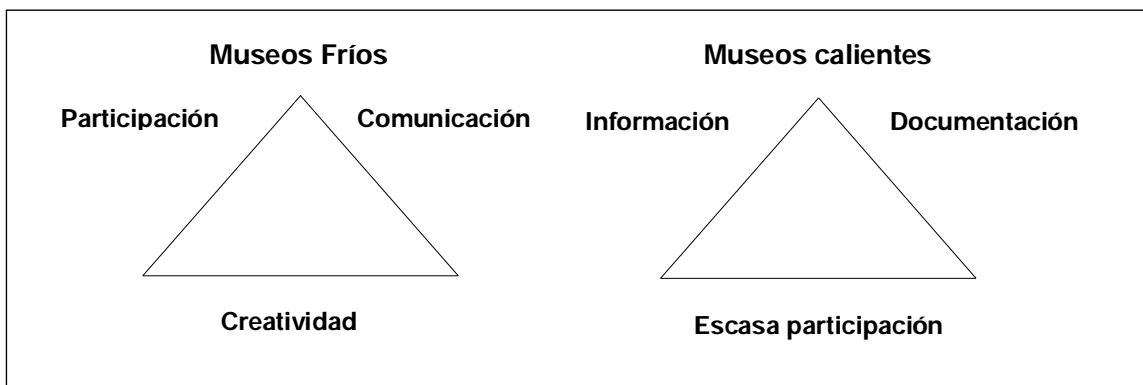 Museos Fríos
Participación
Comunicación
Creatividad
Museos calientes
Información
Documentación
Escasa participación